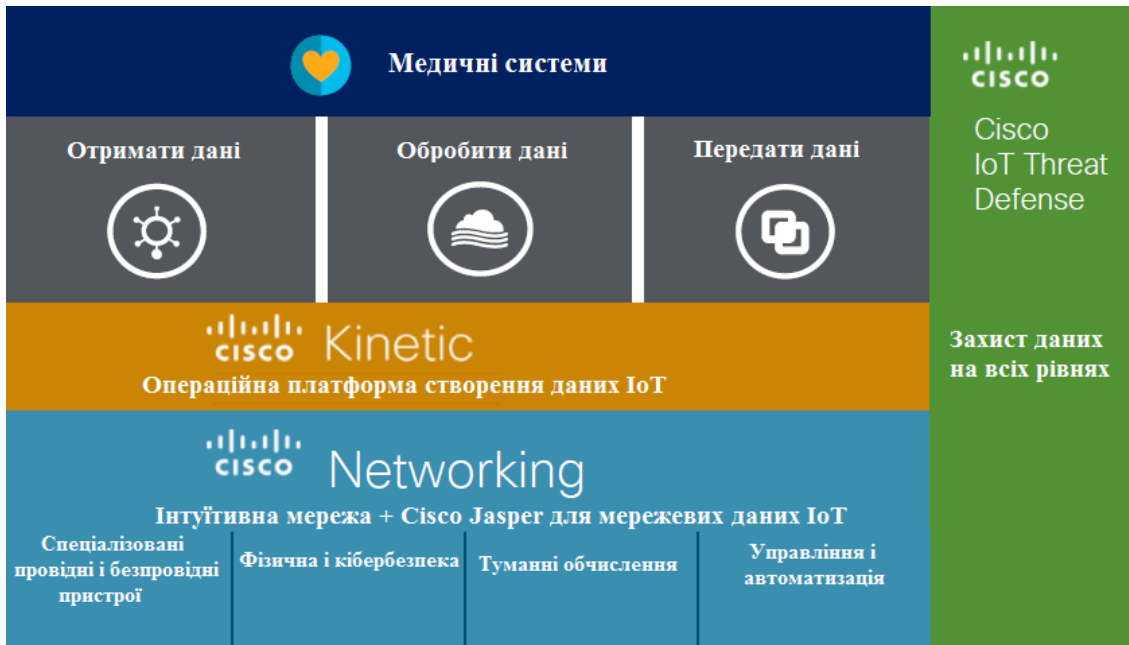 Медичні системи
Отримати дані
Обробити дані
Передати дані
CISCO Kinetic
Операційна платформа створення даних IoT
CISCO Networking
Інтуїтивна мережа + Cisco Jasper для мережевих даних IoT
Спеціалізовані
провідні і безпровідні
пристрої
Фізична і кібербезпека
Туманні обчислення
Управління і
автоматизація
CISCO
Cisco
IoT Threat
Defense
Захист даних
на всіх рівнях